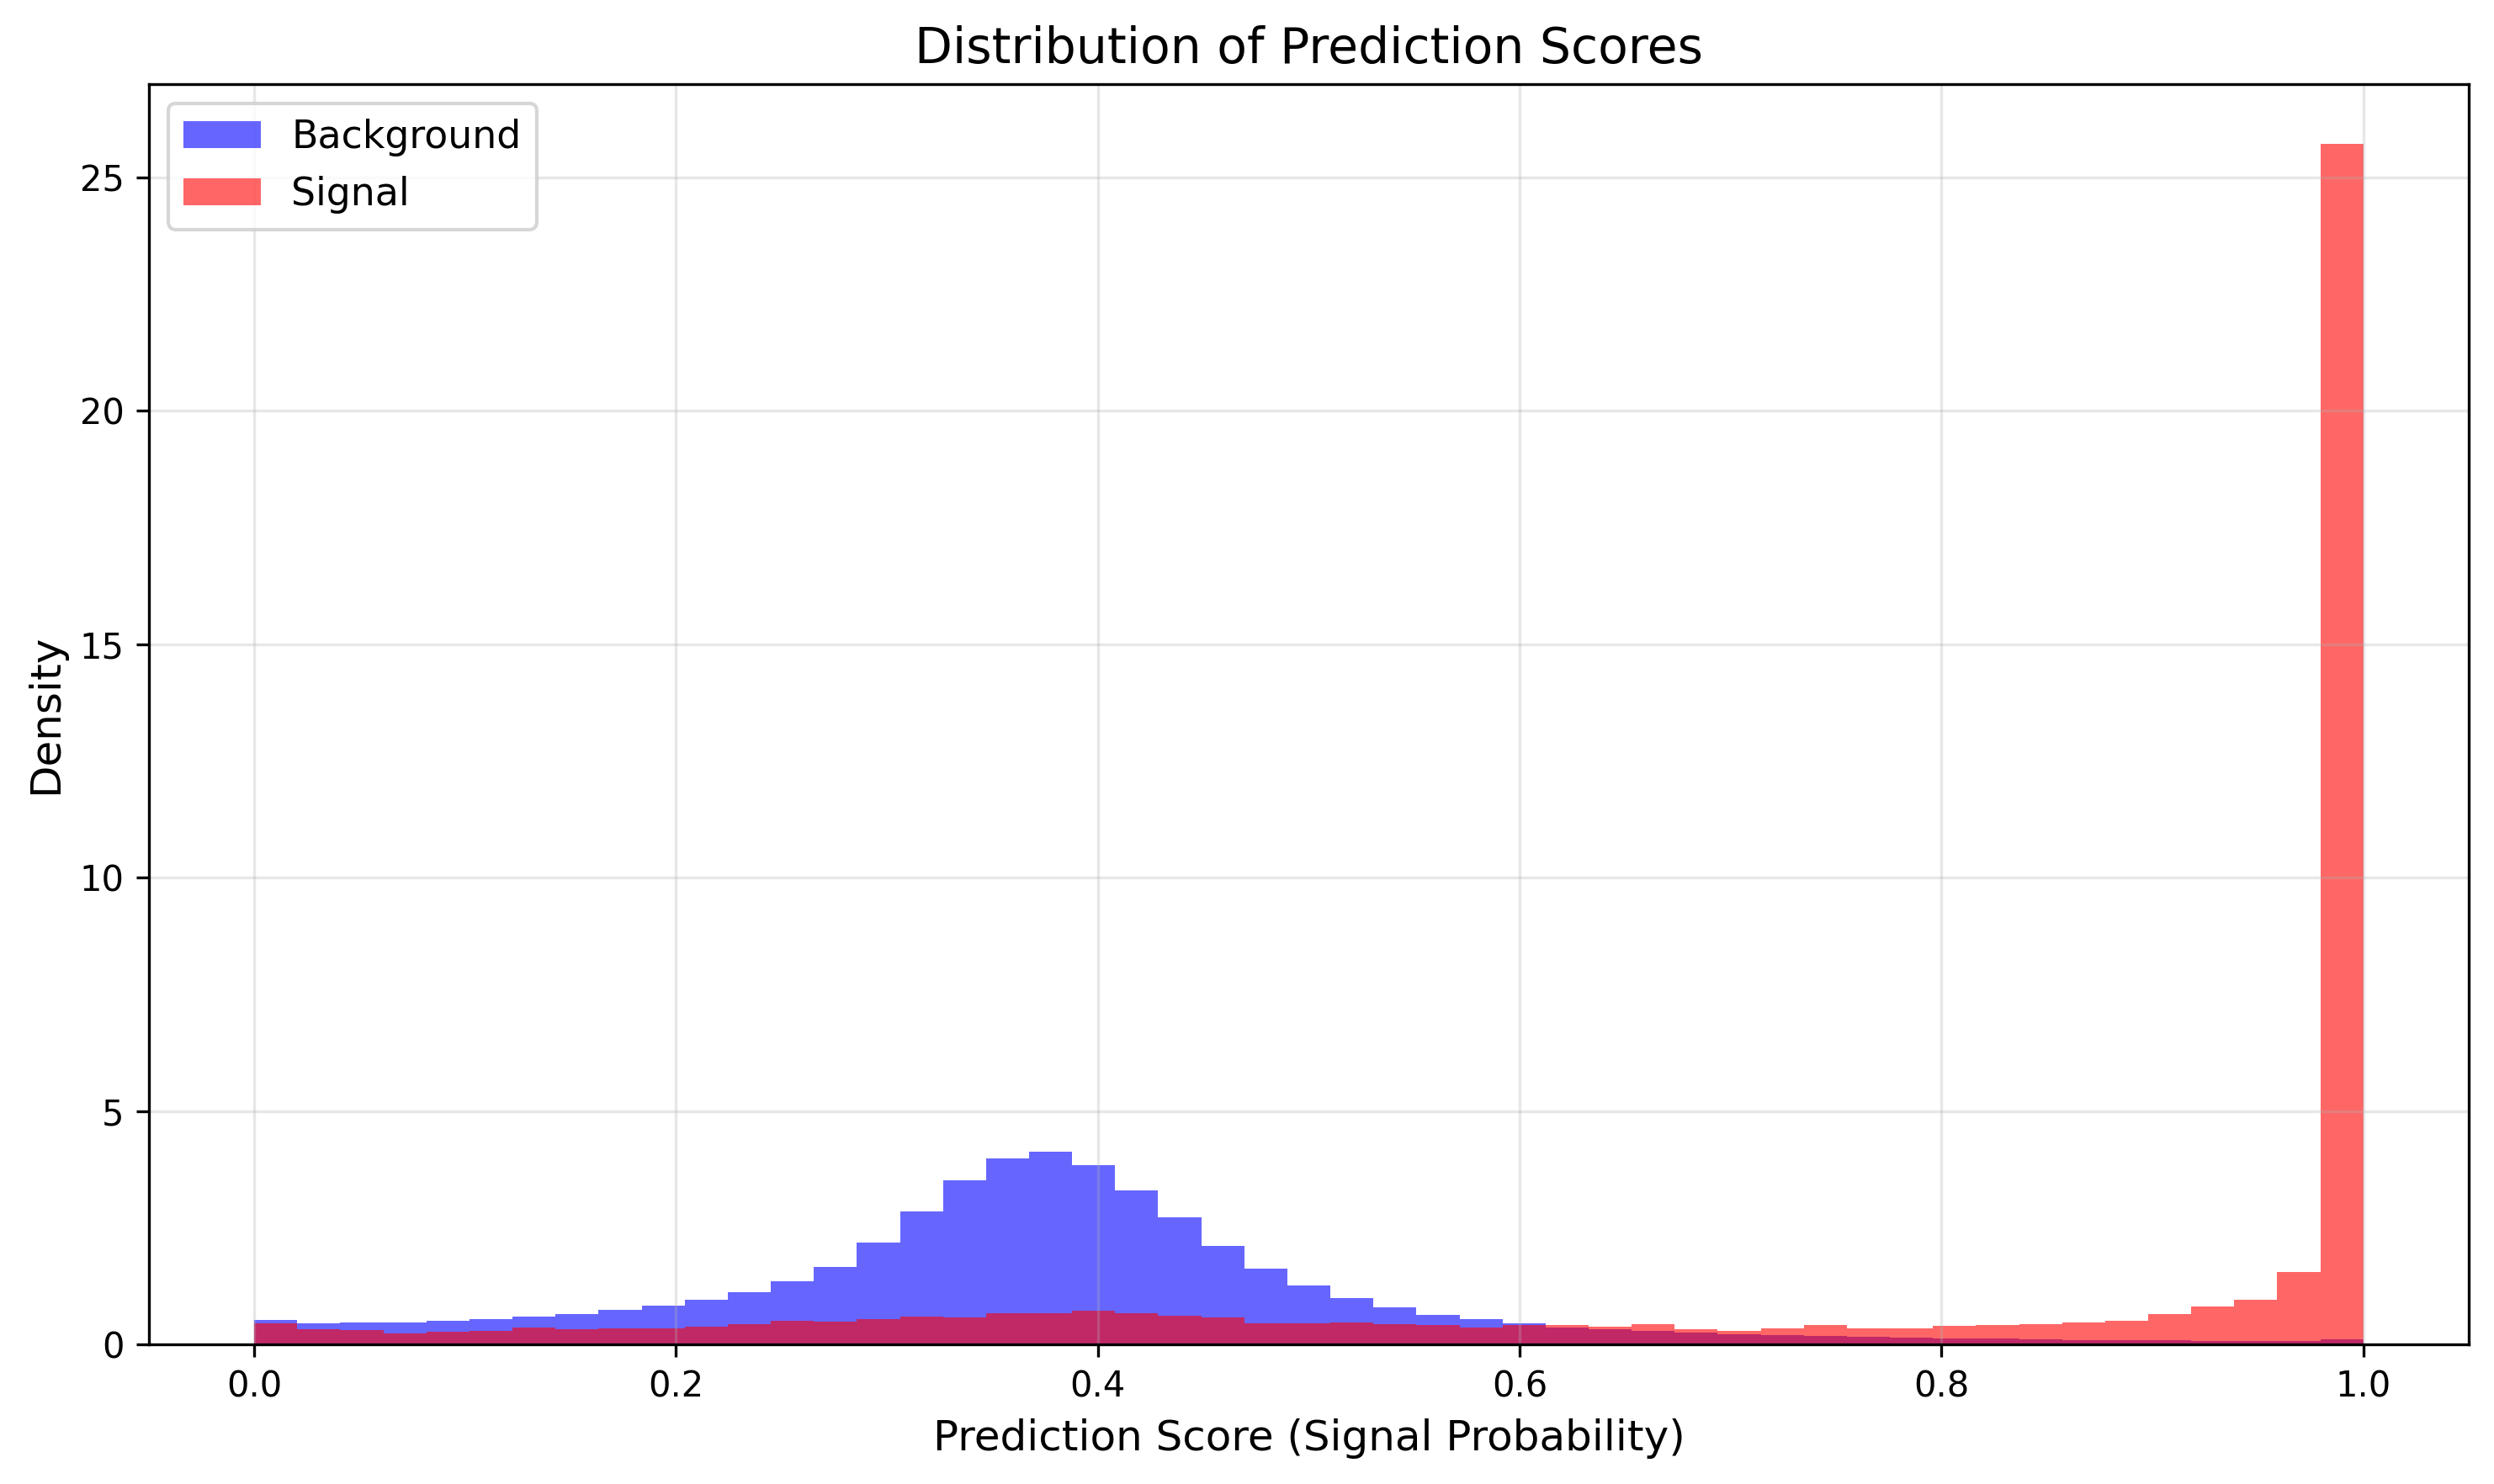 Distribution of Prediction Scores
Background
Signal
25
20
15
10
5
0
Density
0.0 0.2 0.4 0.6 0.8 1.0
Prediction Score (Signal Probability)